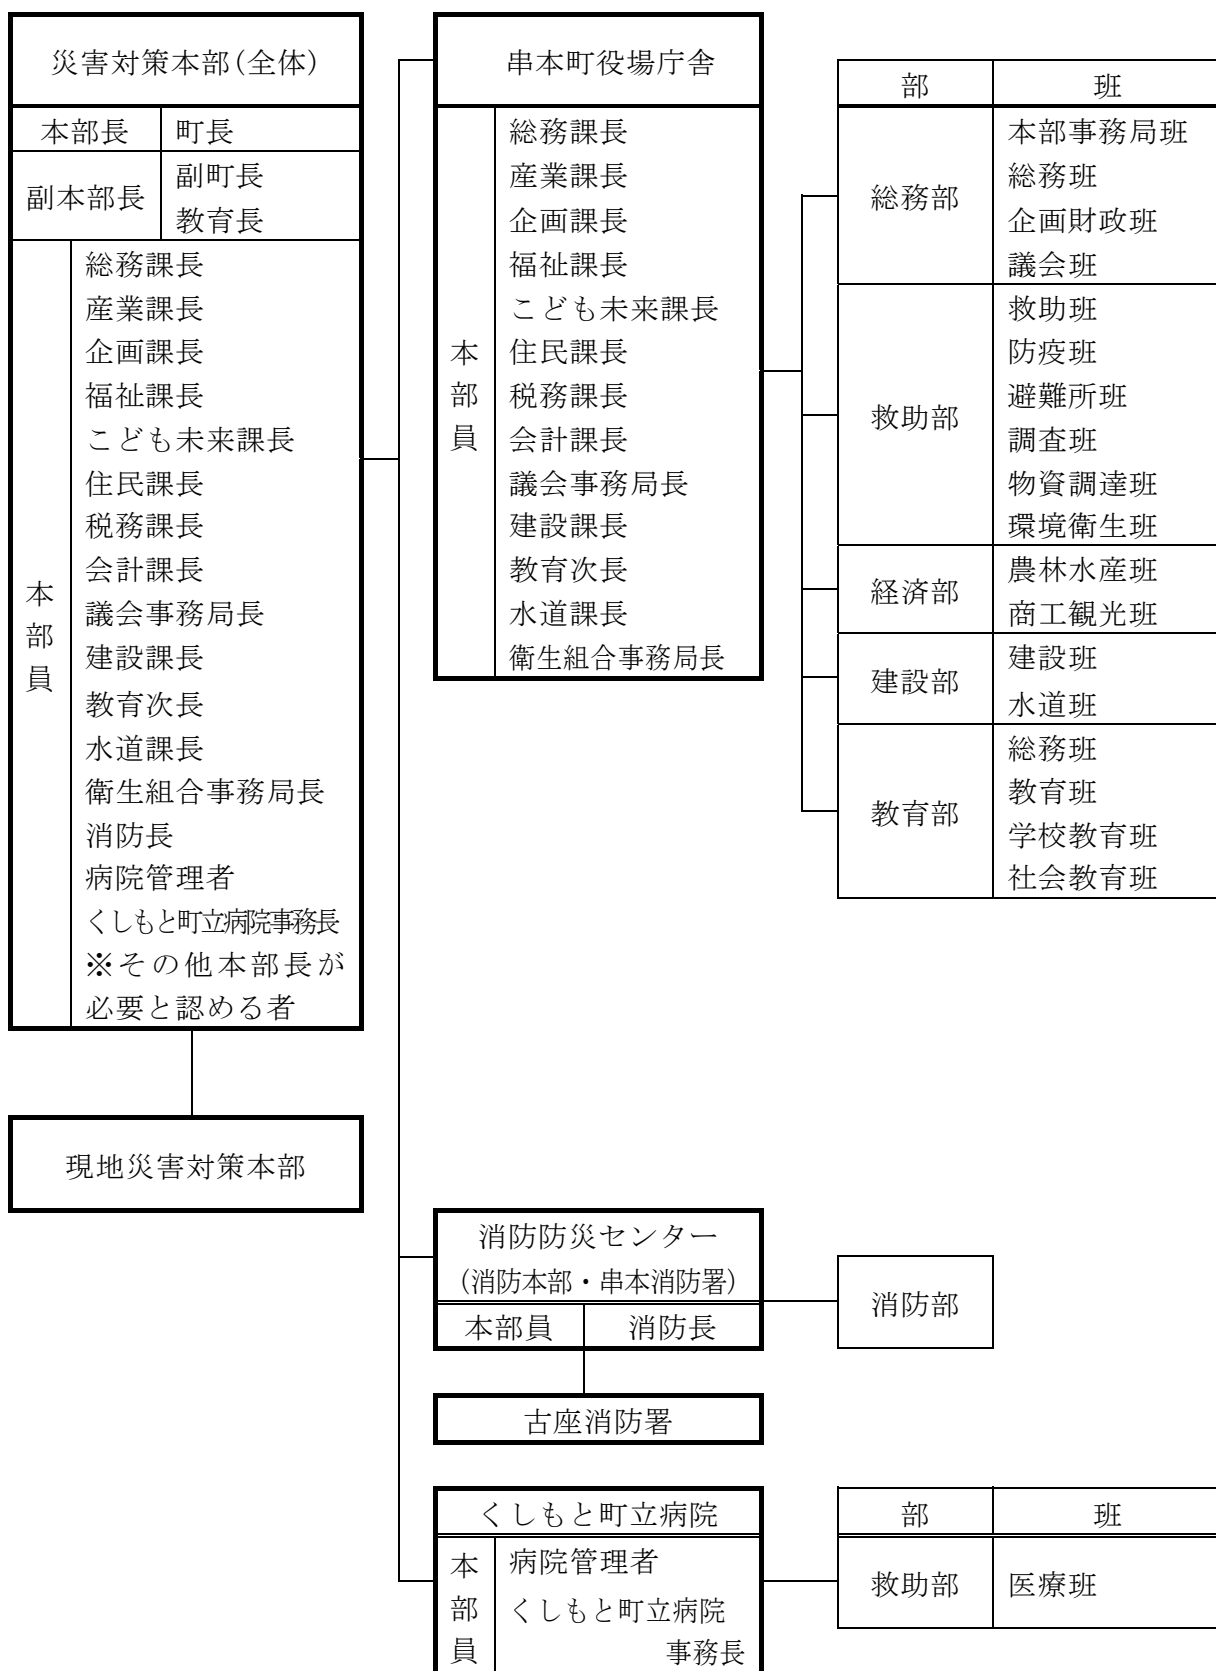 災害対策本部(全体)
本部長 町長
副本部長
副町長
教育長
本部員
総務課長
産業課長
企画課長
福祉課長
こども未来課長
住民課長
税務課長
会計課長
議会事務局長
建設課長
教育次長
水道課長
衛生組合事務局長
消防長
病院管理者
くしもと町立病院事務長
※その他本部長が
必要と認める者
現地災害対策本部
串本町役場庁舎
本部員
総務課長
産業課長
企画課長
福祉課長
こども未来課長
住民課長
税務課長
会計課長
議会事務局長
建設課長
教育次長
水道課長
衛生組合事務局長
部 班
総務部
本部事務局班
総務班
企画財政班
議会班
救助部
救助班
防疫班
避難所班
調査班
物資調達班
環境衛生班
経済部
農林水産班
商工観光班
建設部
建設班
水道班
教育部
総務班
教育班
学校教育班
社会教育班
消防防災センター
(消防本部・串本消防署)
本部員 消防長
消防部
古座消防署
くしもと町立病院
本部員
病院管理者
くしもと町立病院
事務長
部 班
救助部 医療班